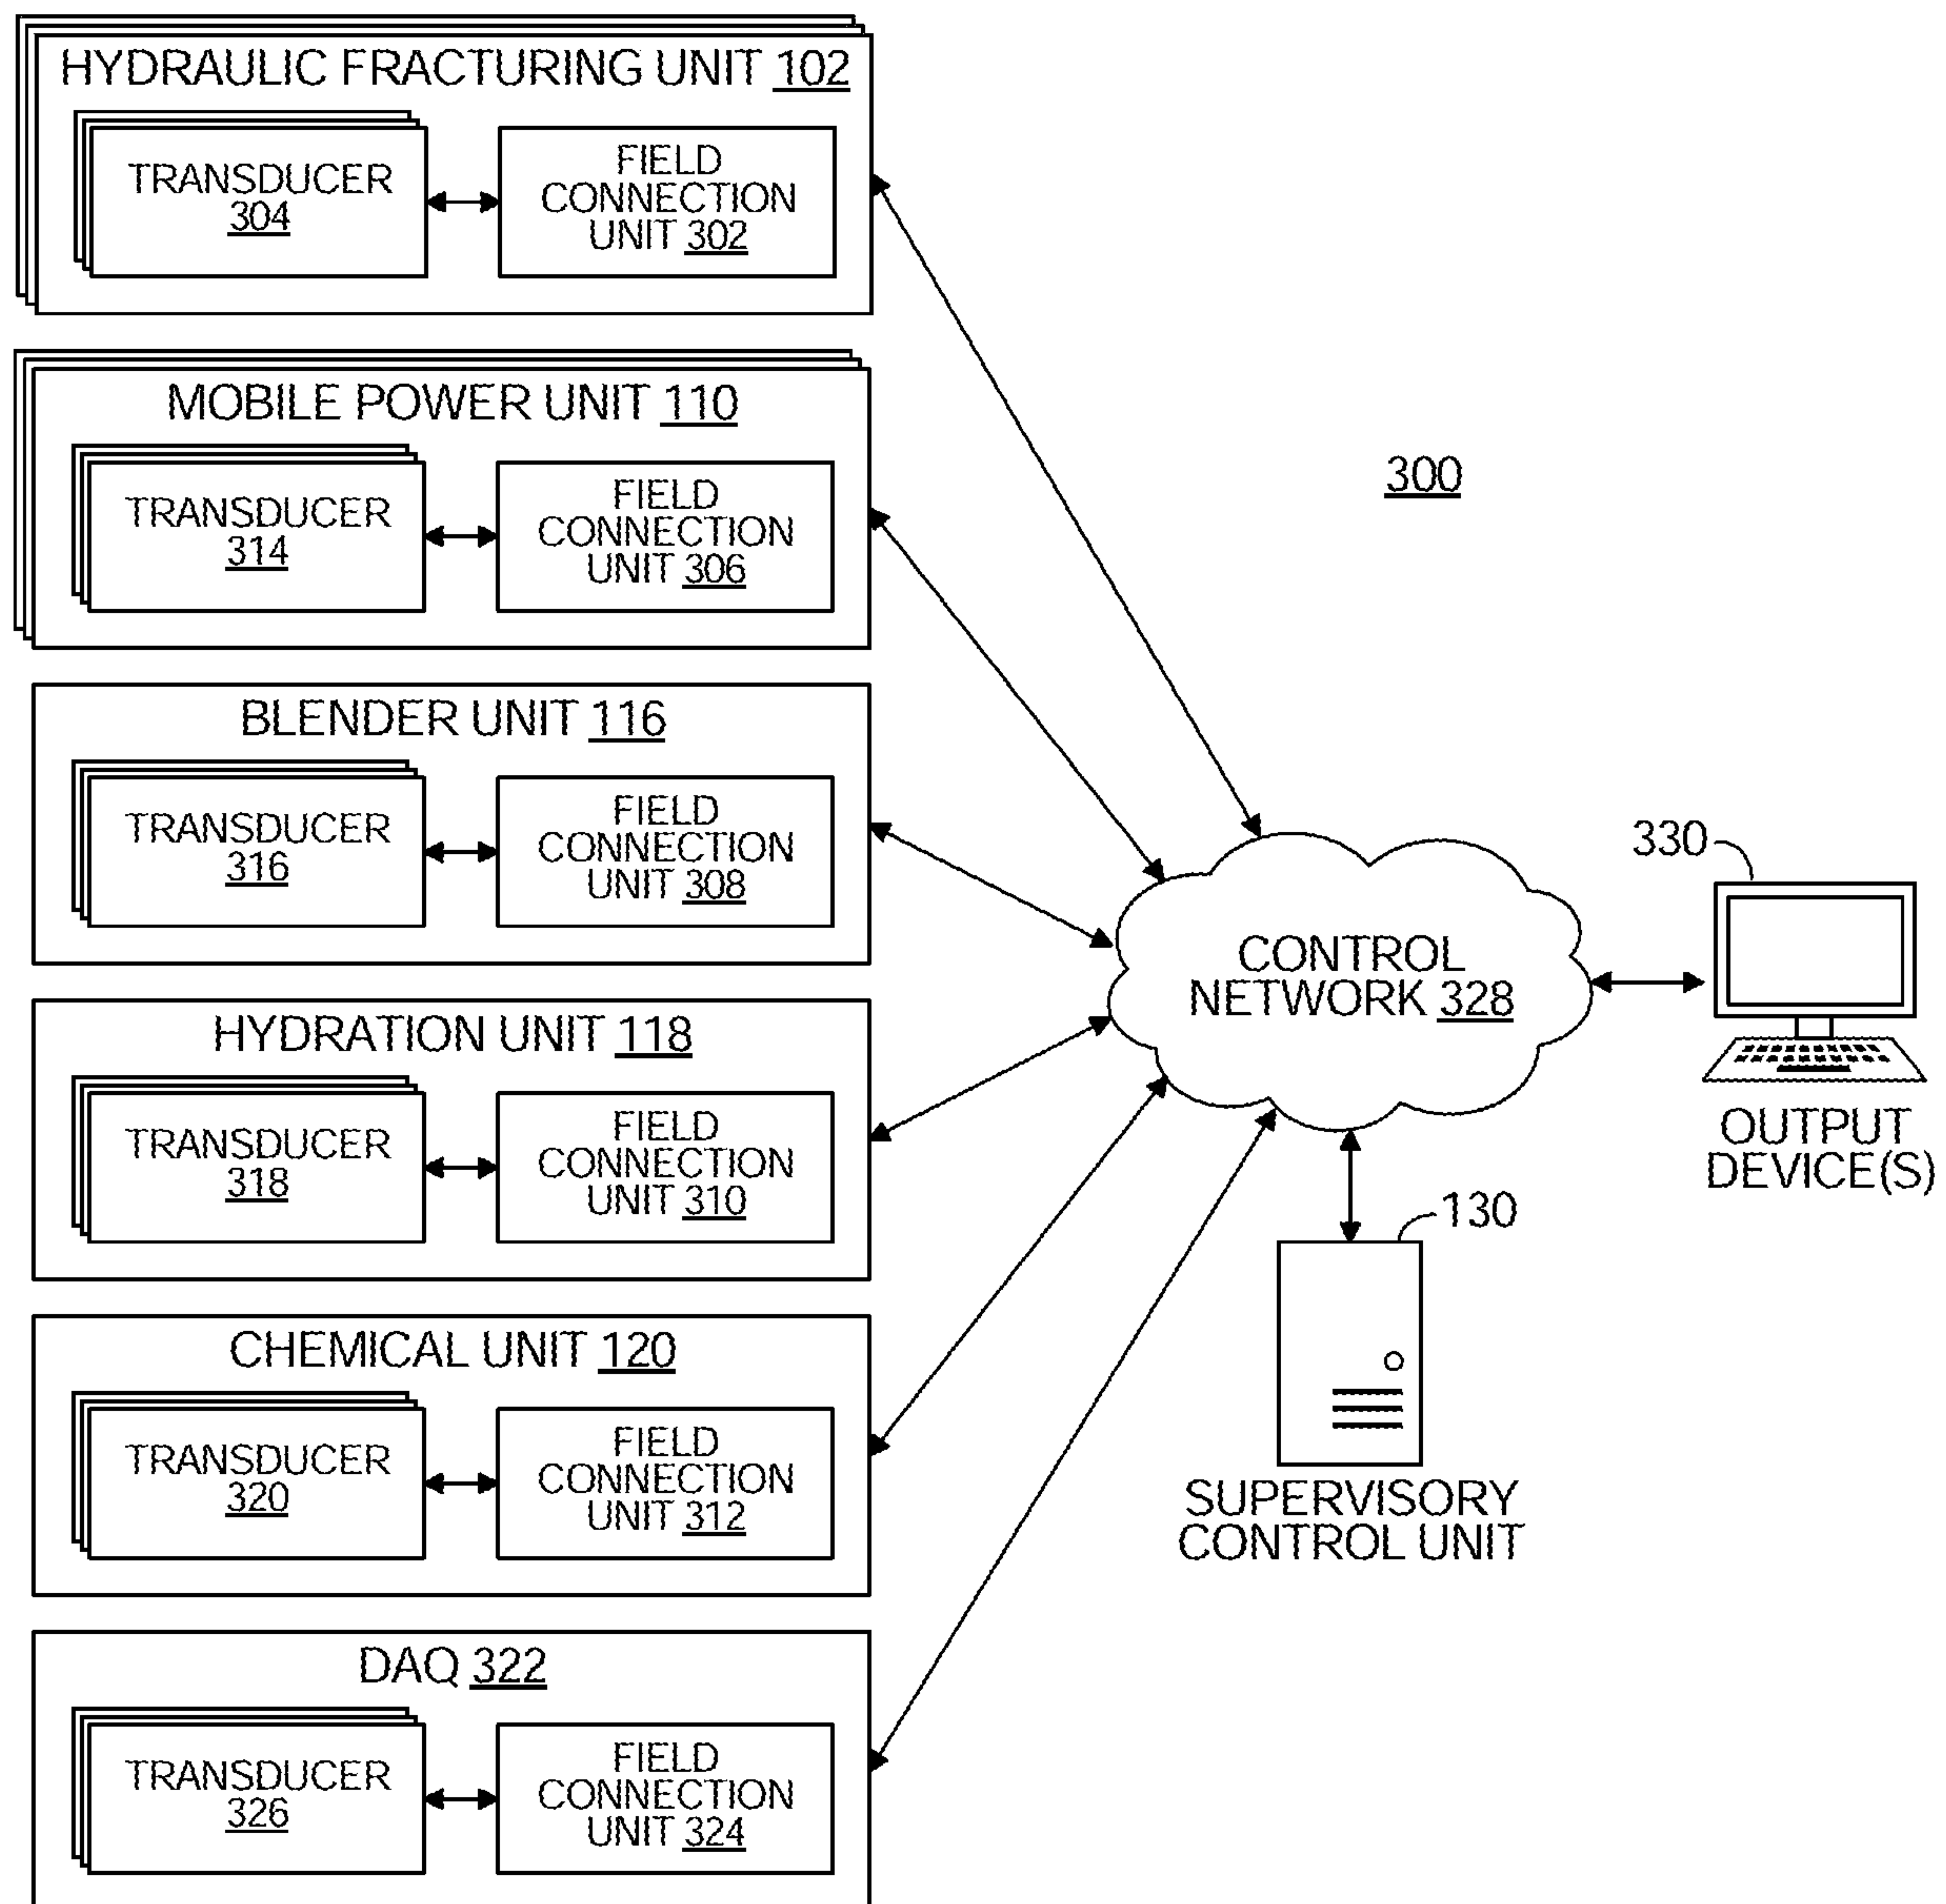 HYDRAULIC FRACTURING UNIT 102
TRANSDUCER
304
FIELD
CONNECTION
UNIT 302
MOBILE POWER UNIT 110
TRANSDUCER
314
FIELD
CONNECTION
UNIT 306
BLENDER UNIT 116
TRANSDUCER
316
FIELD
CONNECTION
UNIT 308
HYDRATION UNIT 118
TRANSDUCER
318
FIELD
CONNECTION
UNIT 310
CHEMICAL UNIT 120
TRANSDUCER
320
FIELD
CONNECTION
UNIT 312
DAQ 322
TRANSDUCER
326
FIELD
CONNECTION
UNIT 324
300
CONTROL
NETWORK 328
330
OUTPUT
DEVICE(S)
130
SUPERVISORY
CONTROL UNIT